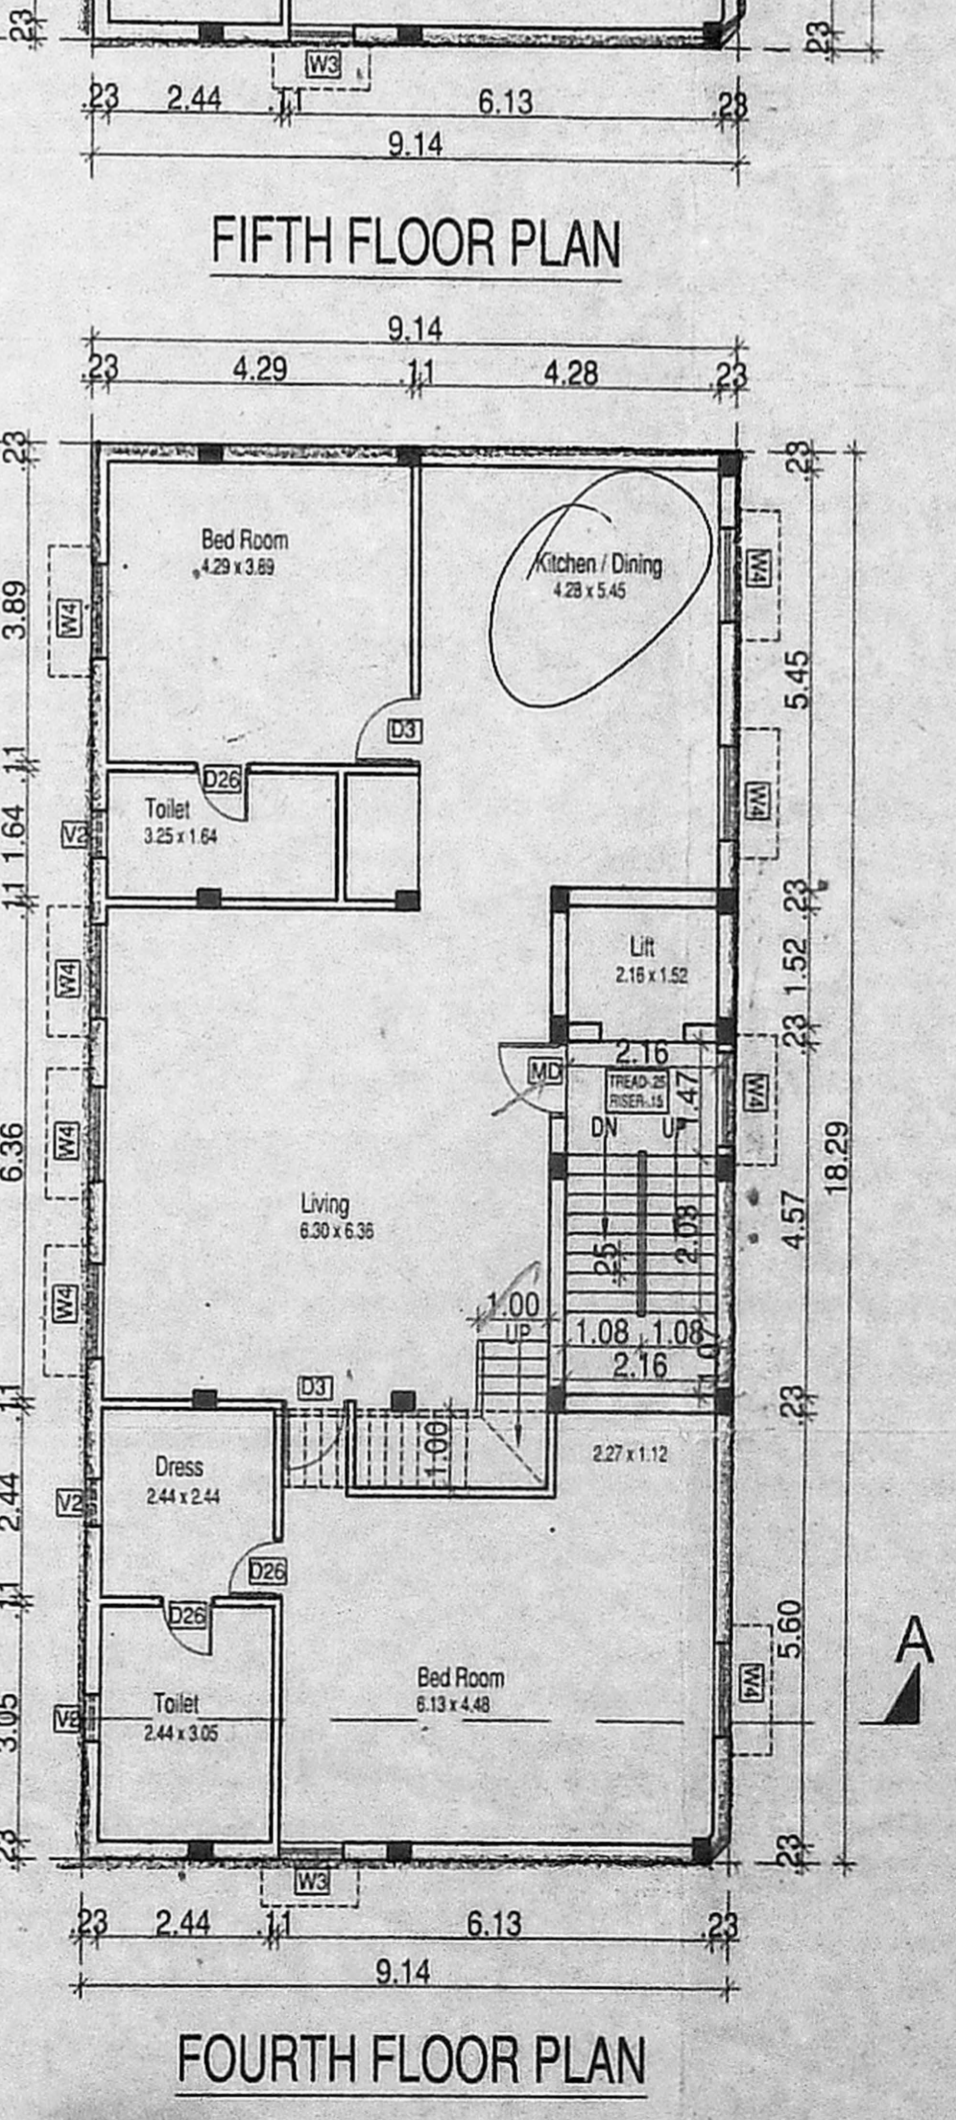 .23
.23
W3
.23 2.44 .11 6.13 .23
9.14
FIFTH FLOOR PLAN
9.14
.23 4.29 .11 4.28 .23
.23
.23
Bed Room
4.29 x 3.89
Kitchen / Dining
4.28 x 5.45
W4
W4
3.89
5.45
D3
.11
D26
Toilet
3.25 x 1.64
V2
1.64
W4
.11
.23
Lift
2.16 x 1.52
1.52
W4
.23
2.16
MD
TREAD-.25
RISER-.15
1.47
W4
DN UP
W4
6.36
18.29
Living
6.30 x 6.36
4.57
2.08
.25
W4
1.00
UP
1.08 1.08
1.07
2.16
D3
.11
.23
1.00
2.27 x 1.12
Dress
2.44 x 2.44
V2
2.44
D26
.11
D26
5.60
A
Bed Room
6.13 x 4.48
W4
Toilet
2.44 x 3.05
3.05
.23
.23
W3
.23 2.44 .11 6.13 .23
9.14
FOURTH FLOOR PLAN